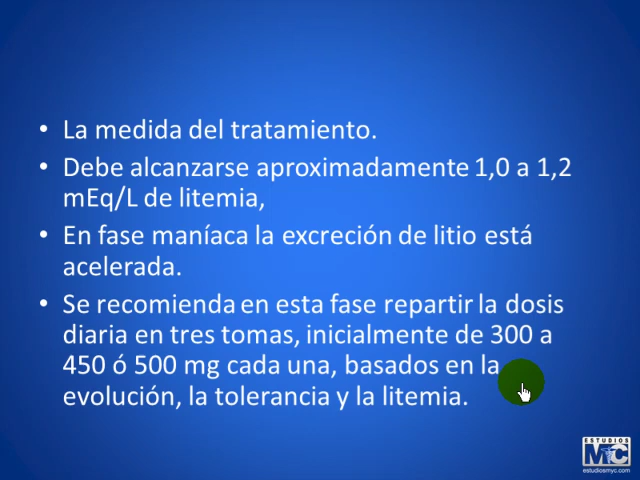 • La medida del tratamiento.
• Debe alcanzarse aproximadamente 1,0 a 1,2
mEq/L de litemia,
• En fase maníaca la excreción de litio está
acelerada.
• Se recomienda en esta fase repartir la dosis
diaria en tres tomas, inicialmente de 300 a
450 ó 500 mg cada una, basados en la
evolución, la tolerancia y la litemia.
ESTUDIOS
MyC
estudiosmyc.com